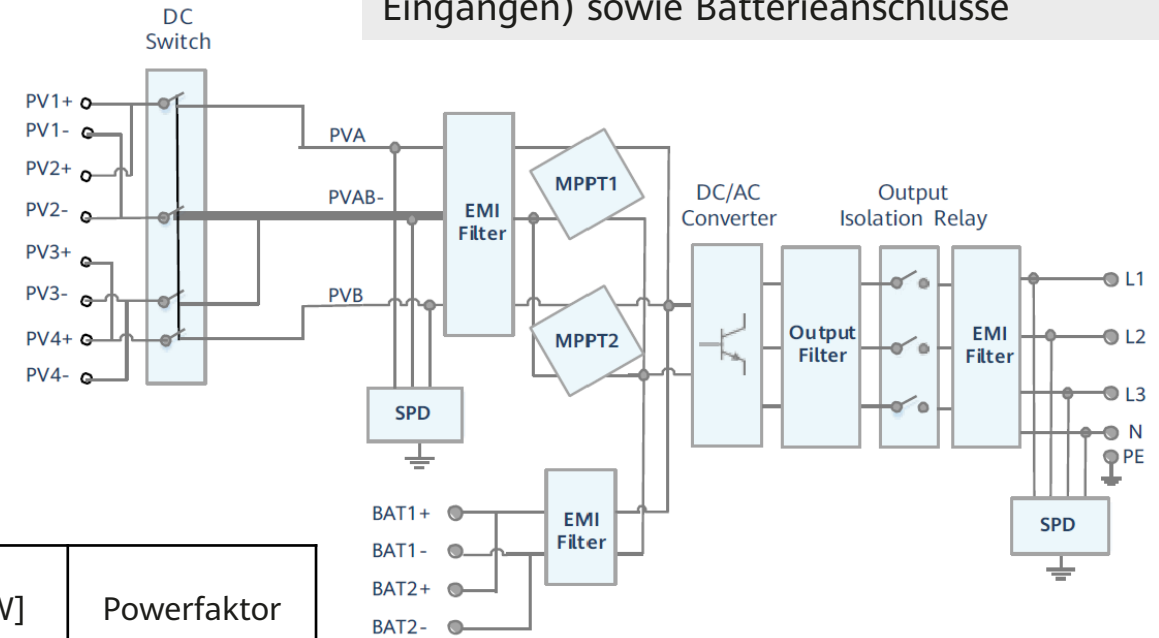 Eingängen) sowie Batterieanschlüsse
DC
Switch
PV1+
PV1-
PV2+
PV2-
PV3+
PV3-
PV4+
PV4-
PVA
PVAB-
PVB
EMI
Filter
MPPT1
MPPT2
SPD
DC/AC
Converter
Output
Isolation Relay
Output
Filter
EMI
Filter
L1
L2
L3
N
PE
SPD
BAT1+
BAT1-
BAT2+
BAT2-
EMI
Filter
W]
Powerfaktor